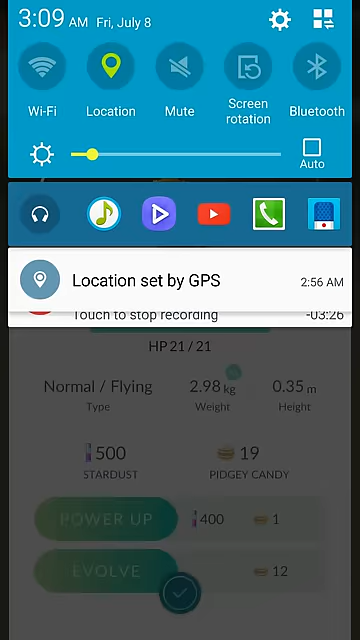 3:09 AM Fri, July 8
Wi-Fi Location Mute Screen rotation Bluetooth
Auto
Location set by GPS 2:56 AM
Touch to stop recording -03:26
HP 21 / 21
Normal / Flying 2.98 kg 0.35 m
Type Weight Height
500 19
STARDUST PIDGEY CANDY
POWER UP 400 1
EVOLVE 12